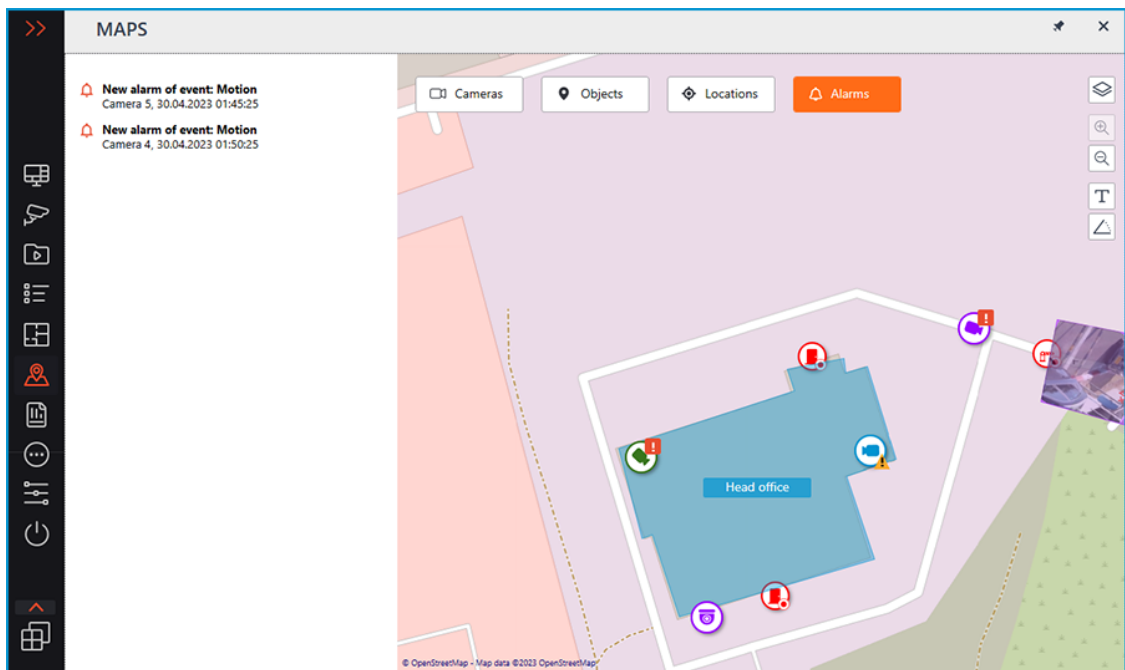 MAPS
New alarm of event: Motion
Camera 5, 30.04.2023 01:45:25
New alarm of event: Motion
Camera 4, 30.04.2023 01:50:25
Cameras
Objects
Locations
Alarms
T
Head office
© OpenStreetMap - Map data ©2023 OpenStreetMap